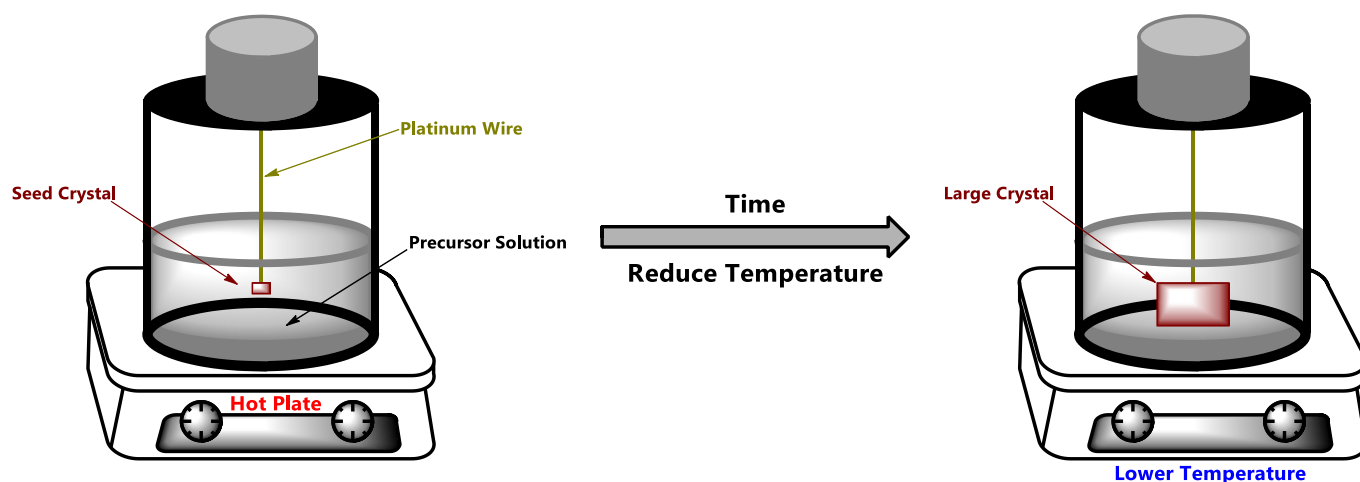 Platinum Wire
Seed Crystal
Precursor Solution
Hot Plate
Time
Reduce Temperature
Large Crystal
Lower Temperature